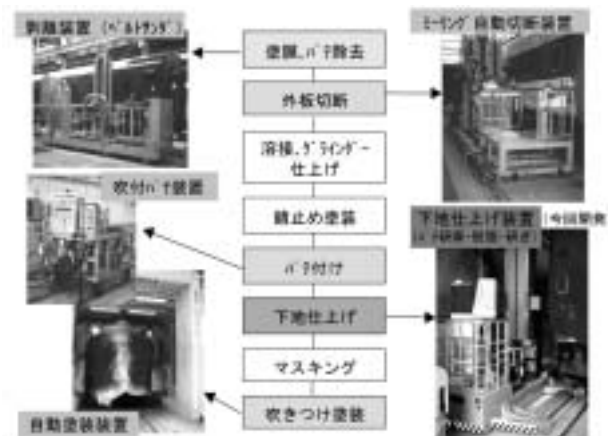 剥離装置 (ﾍﾞﾙﾄｻﾝﾀﾞ)
ﾐｰﾘﾝｸﾞ自動切断装置
塗膜､ﾊﾟﾃ除去
外板切断
溶接､ｸﾞﾗｲﾝﾀﾞｰ
仕上げ
錆止め塗装
ﾊﾟﾃ付け
下地仕上げ
マスキング
吹きつけ塗装
吹付ﾊﾟﾃ装置
自動塗装装置
下地仕上げ装置
今回開発